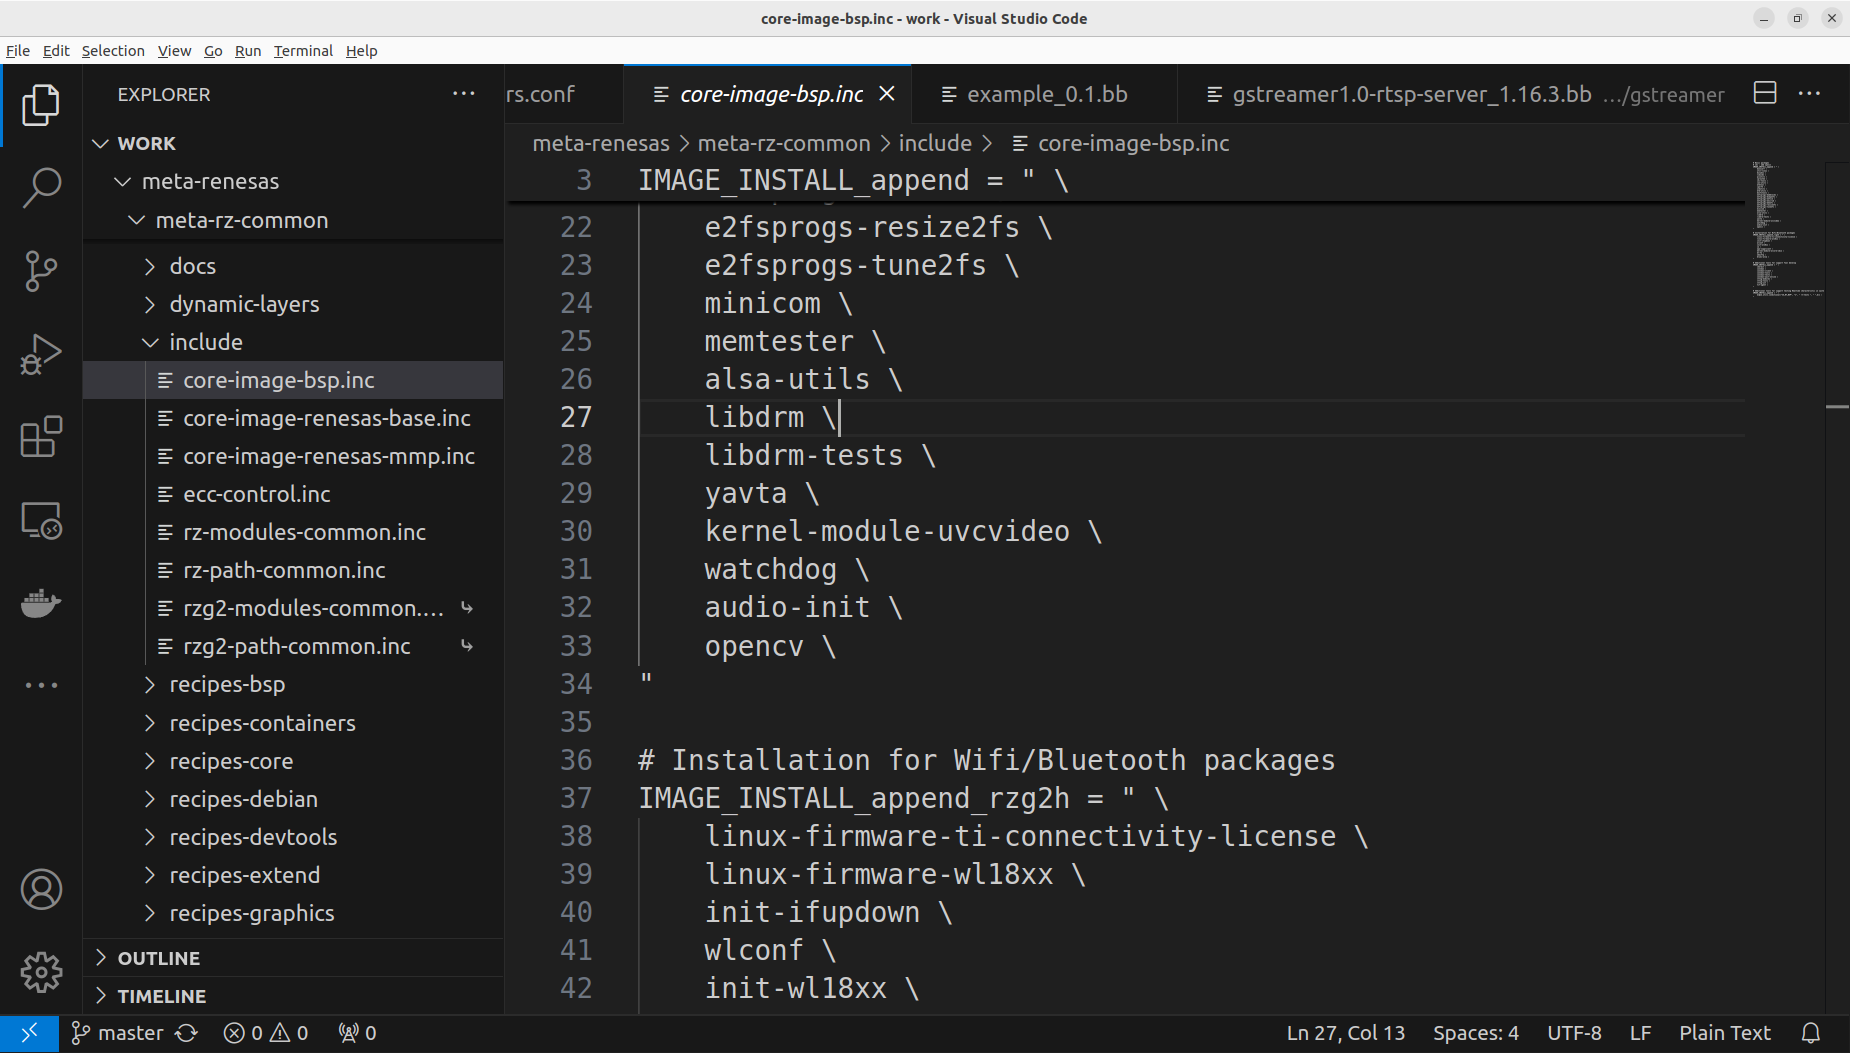 core-image-bsp.inc - work - Visual Studio Code
File Edit Selection View Go Run Terminal Help
EXPLORER
WORK
meta-renesas
meta-rz-common
docs
dynamic-layers
include
core-image-bsp.inc
core-image-renesas-base.inc
core-image-renesas-mmp.inc
ecc-control.inc
rz-modules-common.inc
rz-path-common.inc
rzg2-modules-common....
rzg2-path-common.inc
recipes-bsp
recipes-containers
recipes-core
recipes-debian
recipes-devtools
recipes-extend
recipes-graphics
OUTLINE
TIMELINE
rs.conf core-image-bsp.inc example_0.1.bb gstreamer1.0-rtsp-server_1.16.3.bb .../gstreamer
meta-renesas > meta-rz-common > include > core-image-bsp.inc
3 IMAGE_INSTALL_append = " \
22 e2fsprogs-resize2fs \
23 e2fsprogs-tune2fs \
24 minicom \
25 memtester \
26 alsa-utils \
27 libdrm \
28 libdrm-tests \
29 yavta \
30 kernel-module-uvcvideo \
31 watchdog \
32 audio-init \
33 opencv \
34 "
35
36 # Installation for Wifi/Bluetooth packages
37 IMAGE_INSTALL_append_rzg2h = " \
38 linux-firmware-ti-connectivity-license \
39 linux-firmware-wl18xx \
40 init-ifupdown \
41 wlconf \
42 init-wl18xx \
master 0 0 0 Ln 27, Col 13 Spaces: 4 UTF-8 LF Plain Text